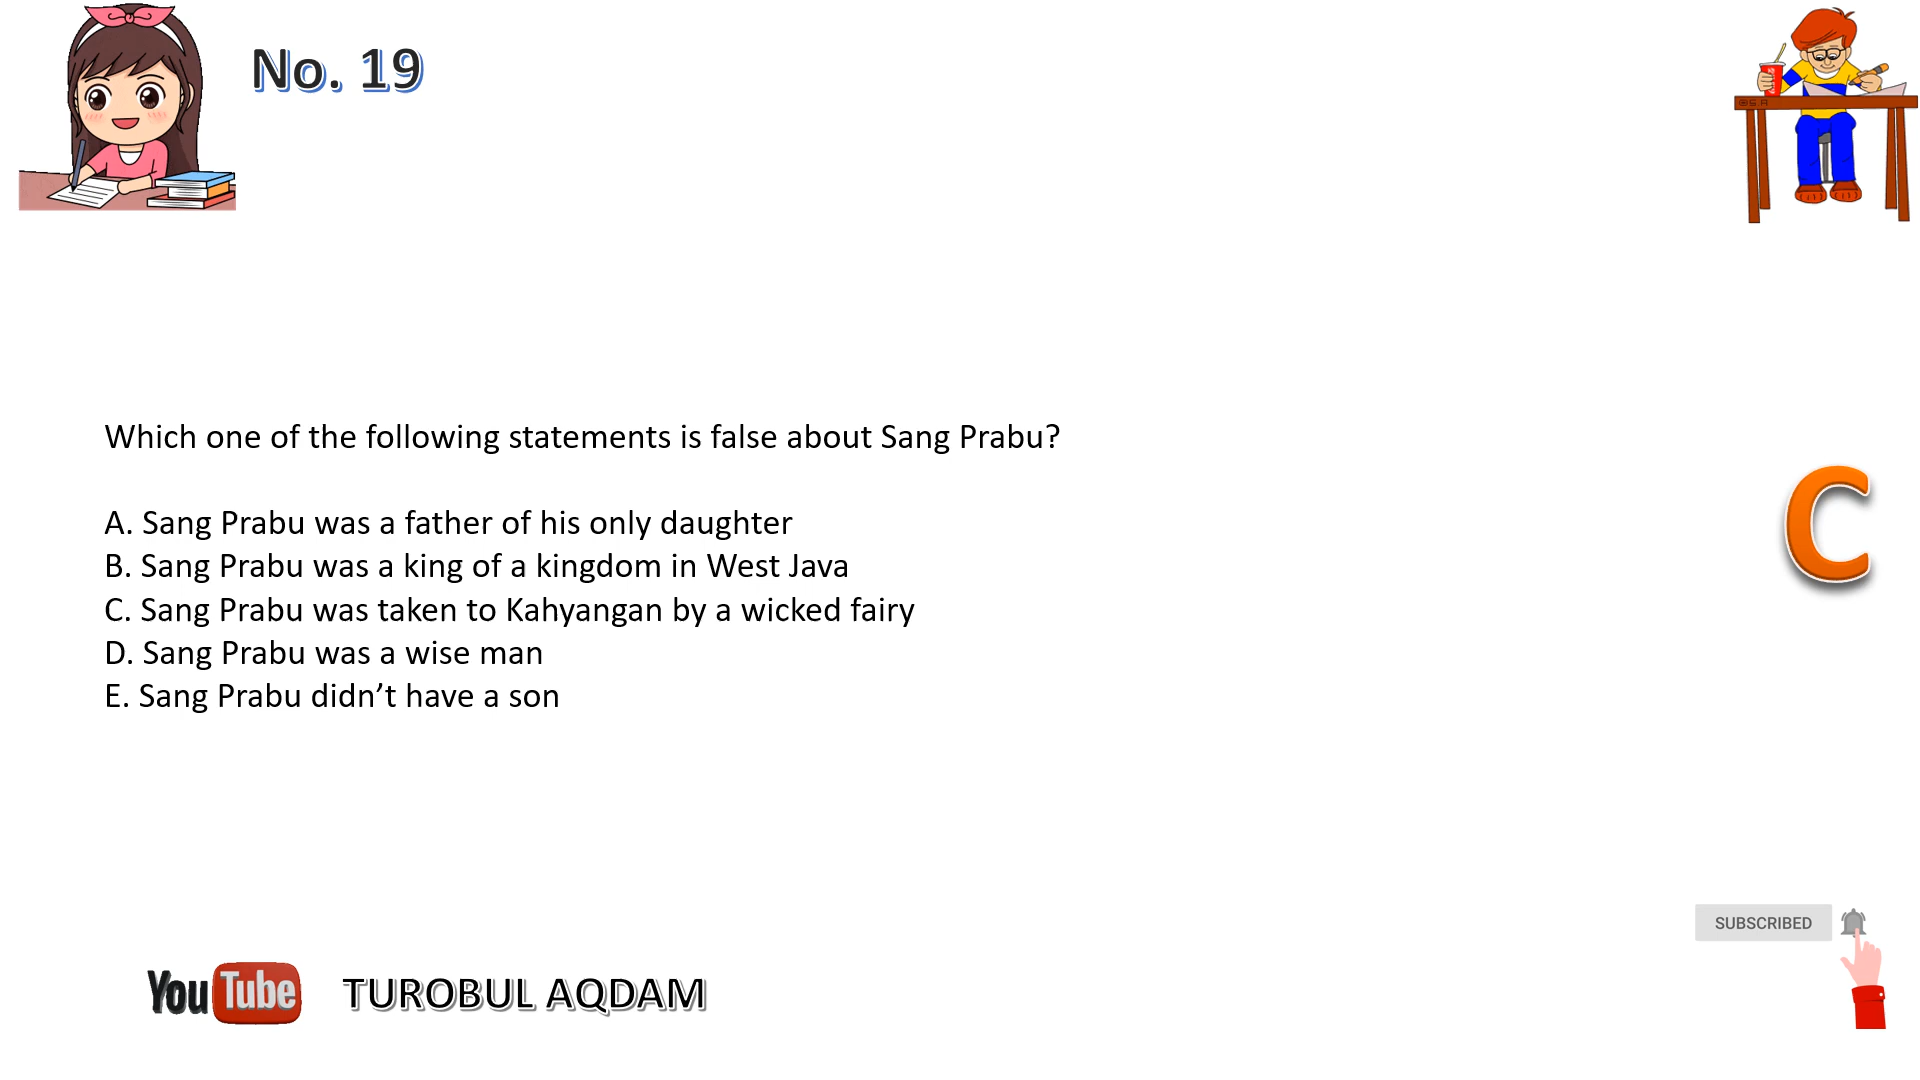 No. 19
Which one of the following statements is false about Sang Prabu?
A. Sang Prabu was a father of his only daughter
B. Sang Prabu was a king of a kingdom in West Java
C. Sang Prabu was taken to Kahyangan by a wicked fairy
D. Sang Prabu was a wise man
E. Sang Prabu didn’t have a son
C
SUBSCRIBED
YouTube TUROBUL AQDAM